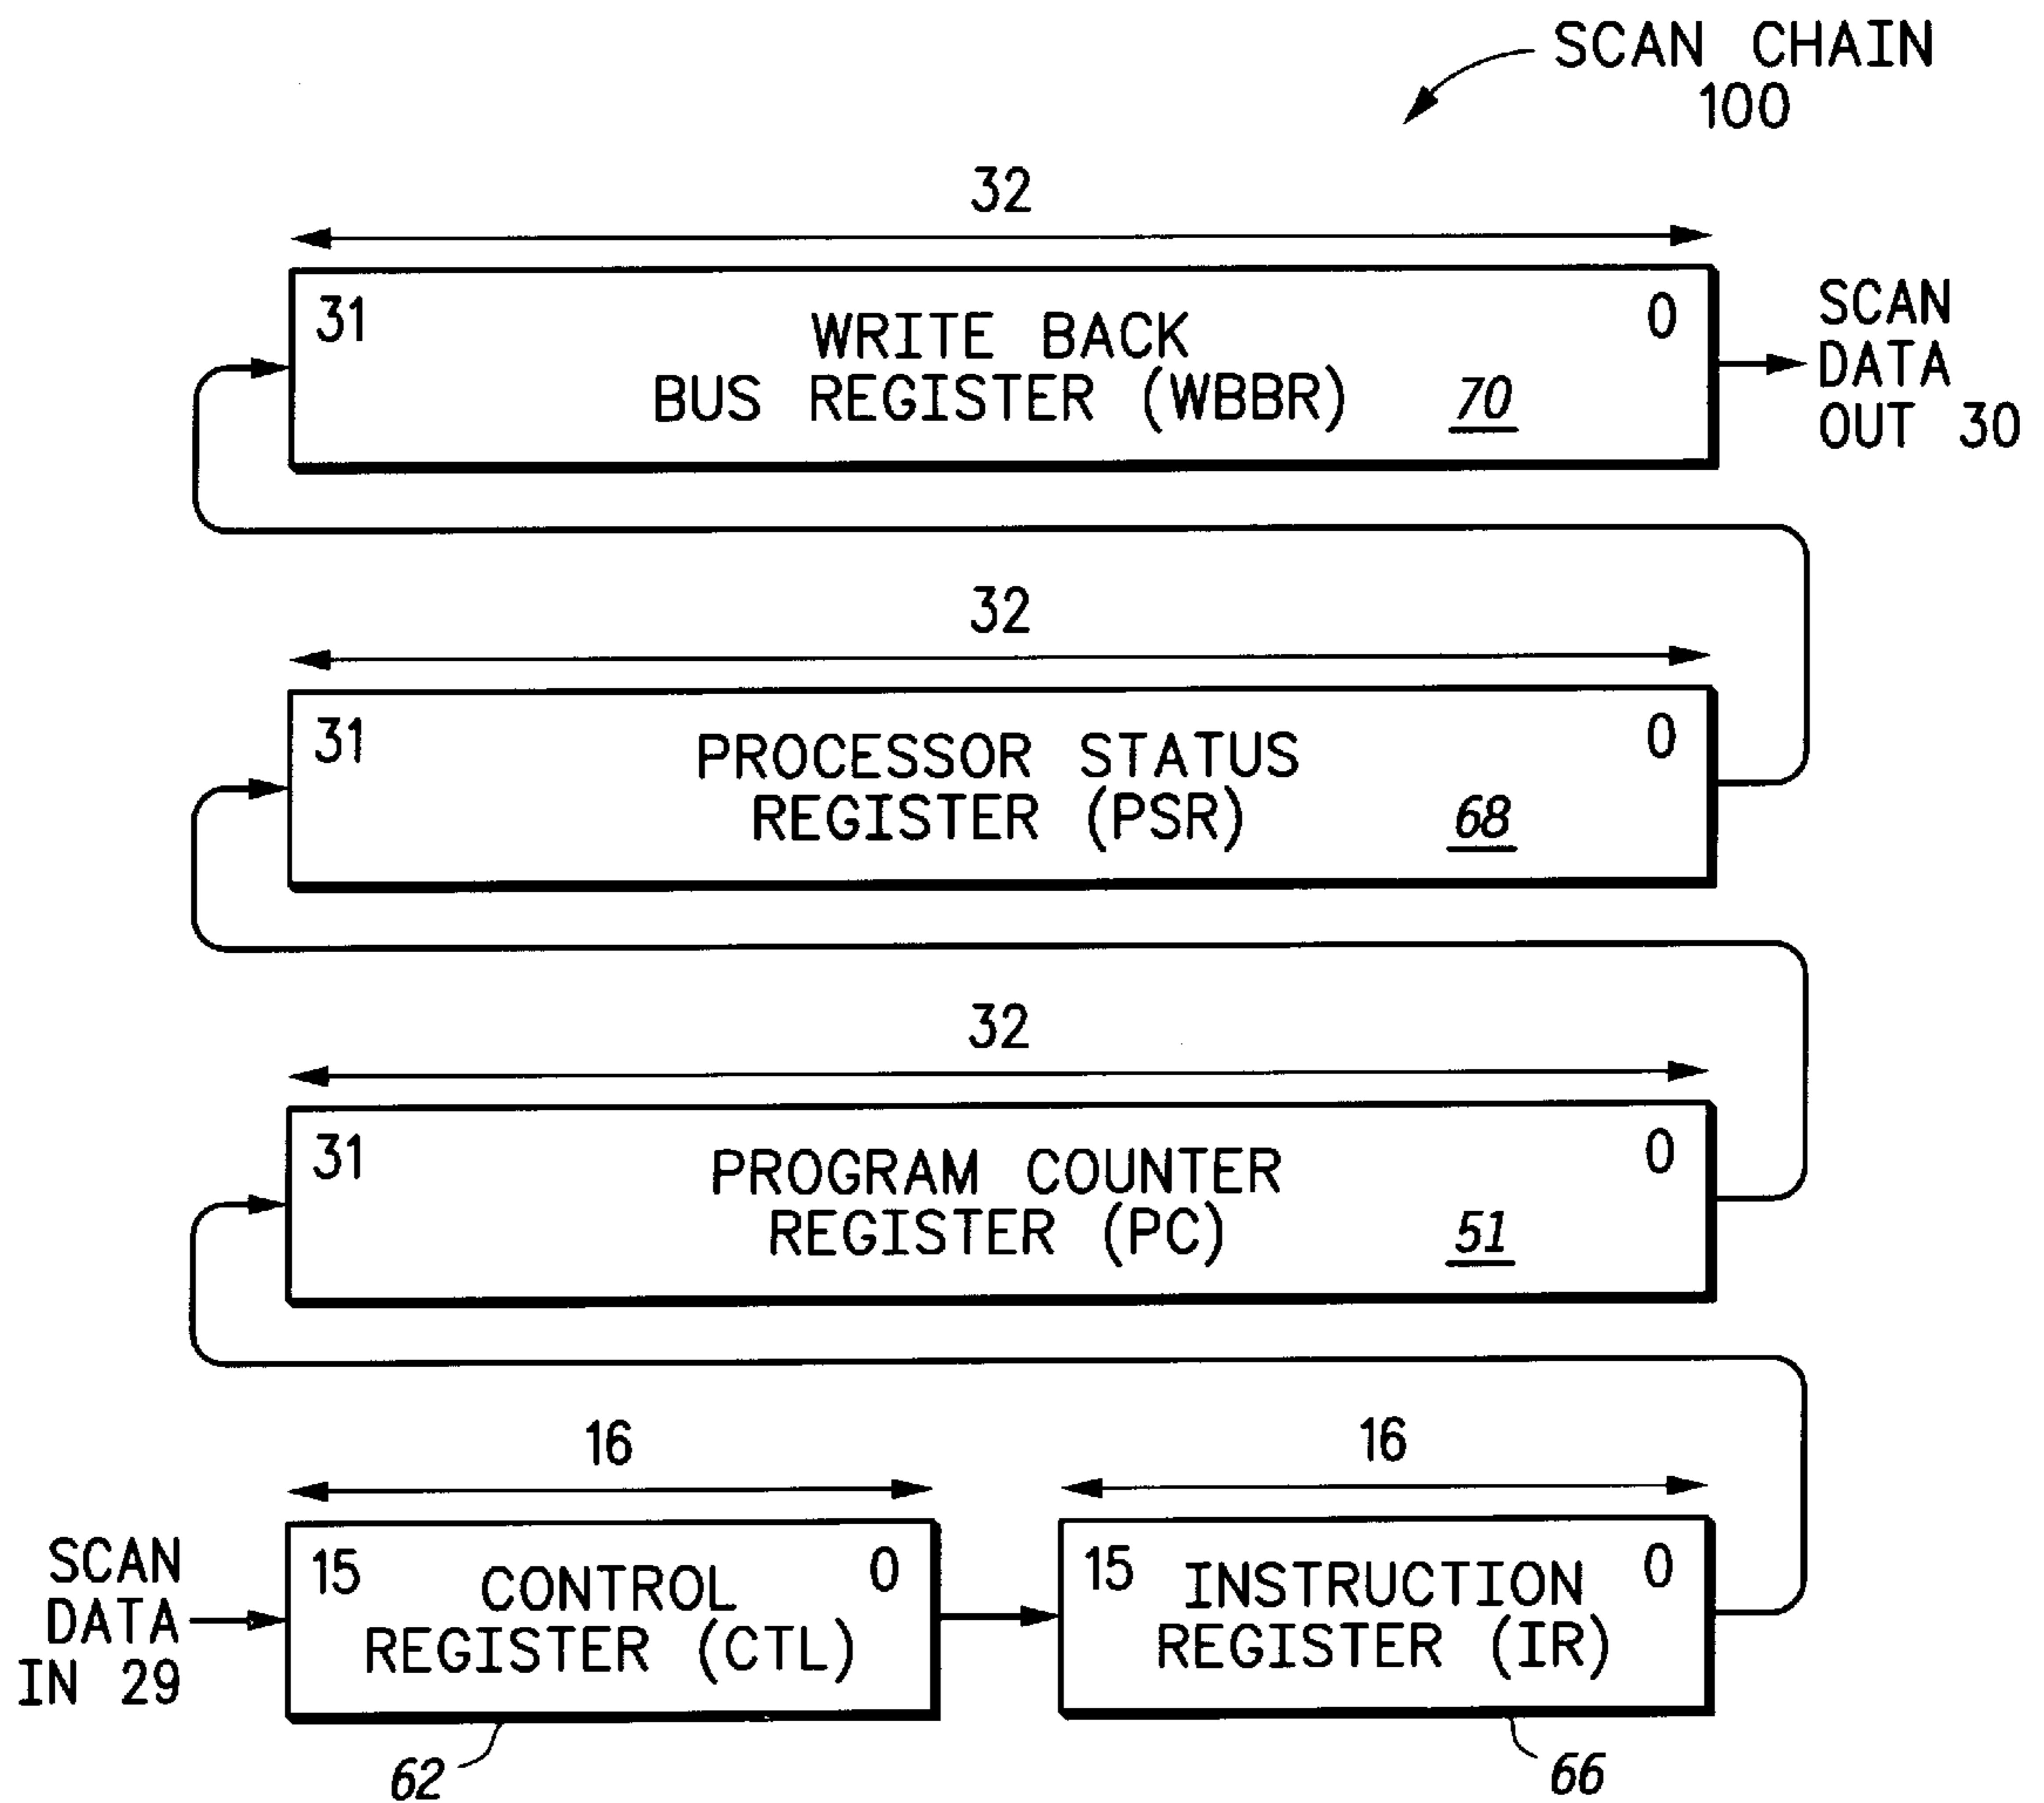 SCAN CHAIN
100
32
31
0
WRITE BACK
BUS REGISTER (WBBR)
70
SCAN
DATA
OUT 30
32
31
0
PROCESSOR STATUS
REGISTER (PSR)
68
32
31
0
PROGRAM COUNTER
REGISTER (PC)
51
16
16
SCAN
DATA
IN 29
15
0
CONTROL
REGISTER (CTL)
15
0
INSTRUCTION
REGISTER (IR)
62
66